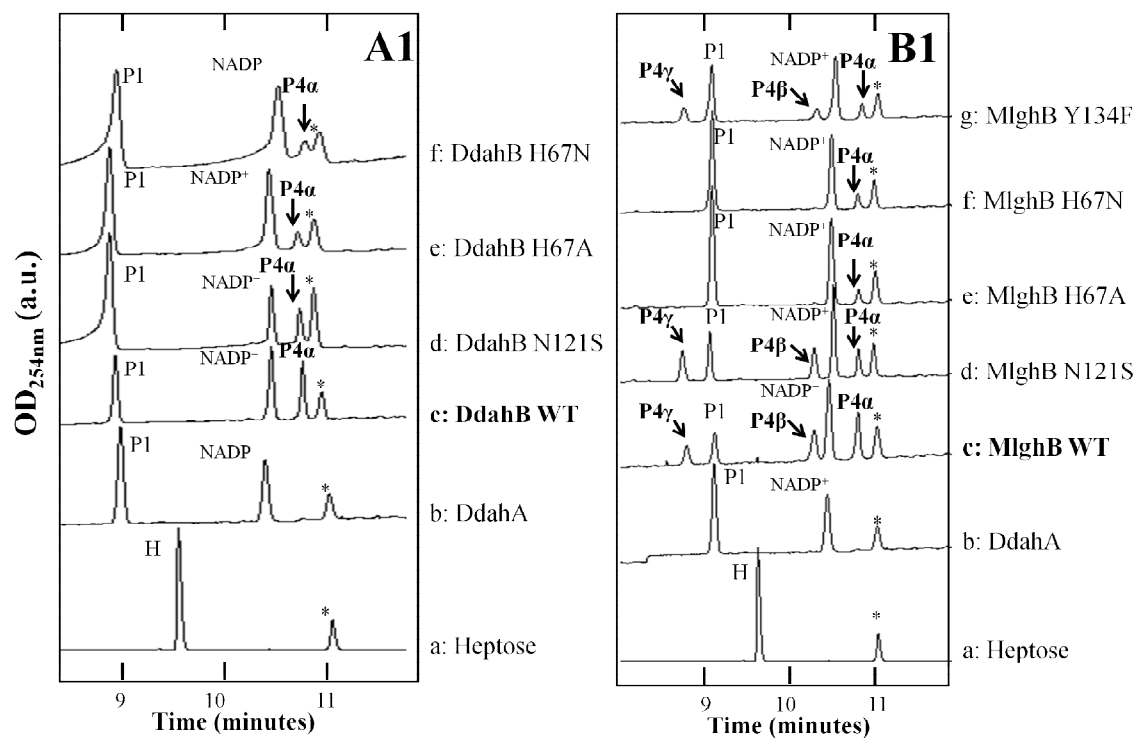 A1
P1
NADP
P4α
*
f: DdahB H67N
P1
NADP+
P4α
*
e: DdahB H67A
P1
NADP−
P4α
*
d: DdahB N121S
P1
NADP−
P4α
*
c: DdahB WT
P1
NADP
*
b: DdahA
H
*
a: Heptose
OD254nm (a.u.)
9 10 11
Time (minutes)
B1
P4γ
P1
P4β
NADP+
P4α
*
g: MlghB Y134F
P1
NADP+
P4α
*
f: MlghB H67N
P1
NADP+
P4α
*
e: MlghB H67A
P4γ
P1
P4β
NADP+
P4α
*
d: MlghB N121S
P4γ
P1
P4β
NADP−
P4α
*
c: MlghB WT
P1
NADP+
*
b: DdahA
H
*
a: Heptose
9 10 11
Time (minutes)